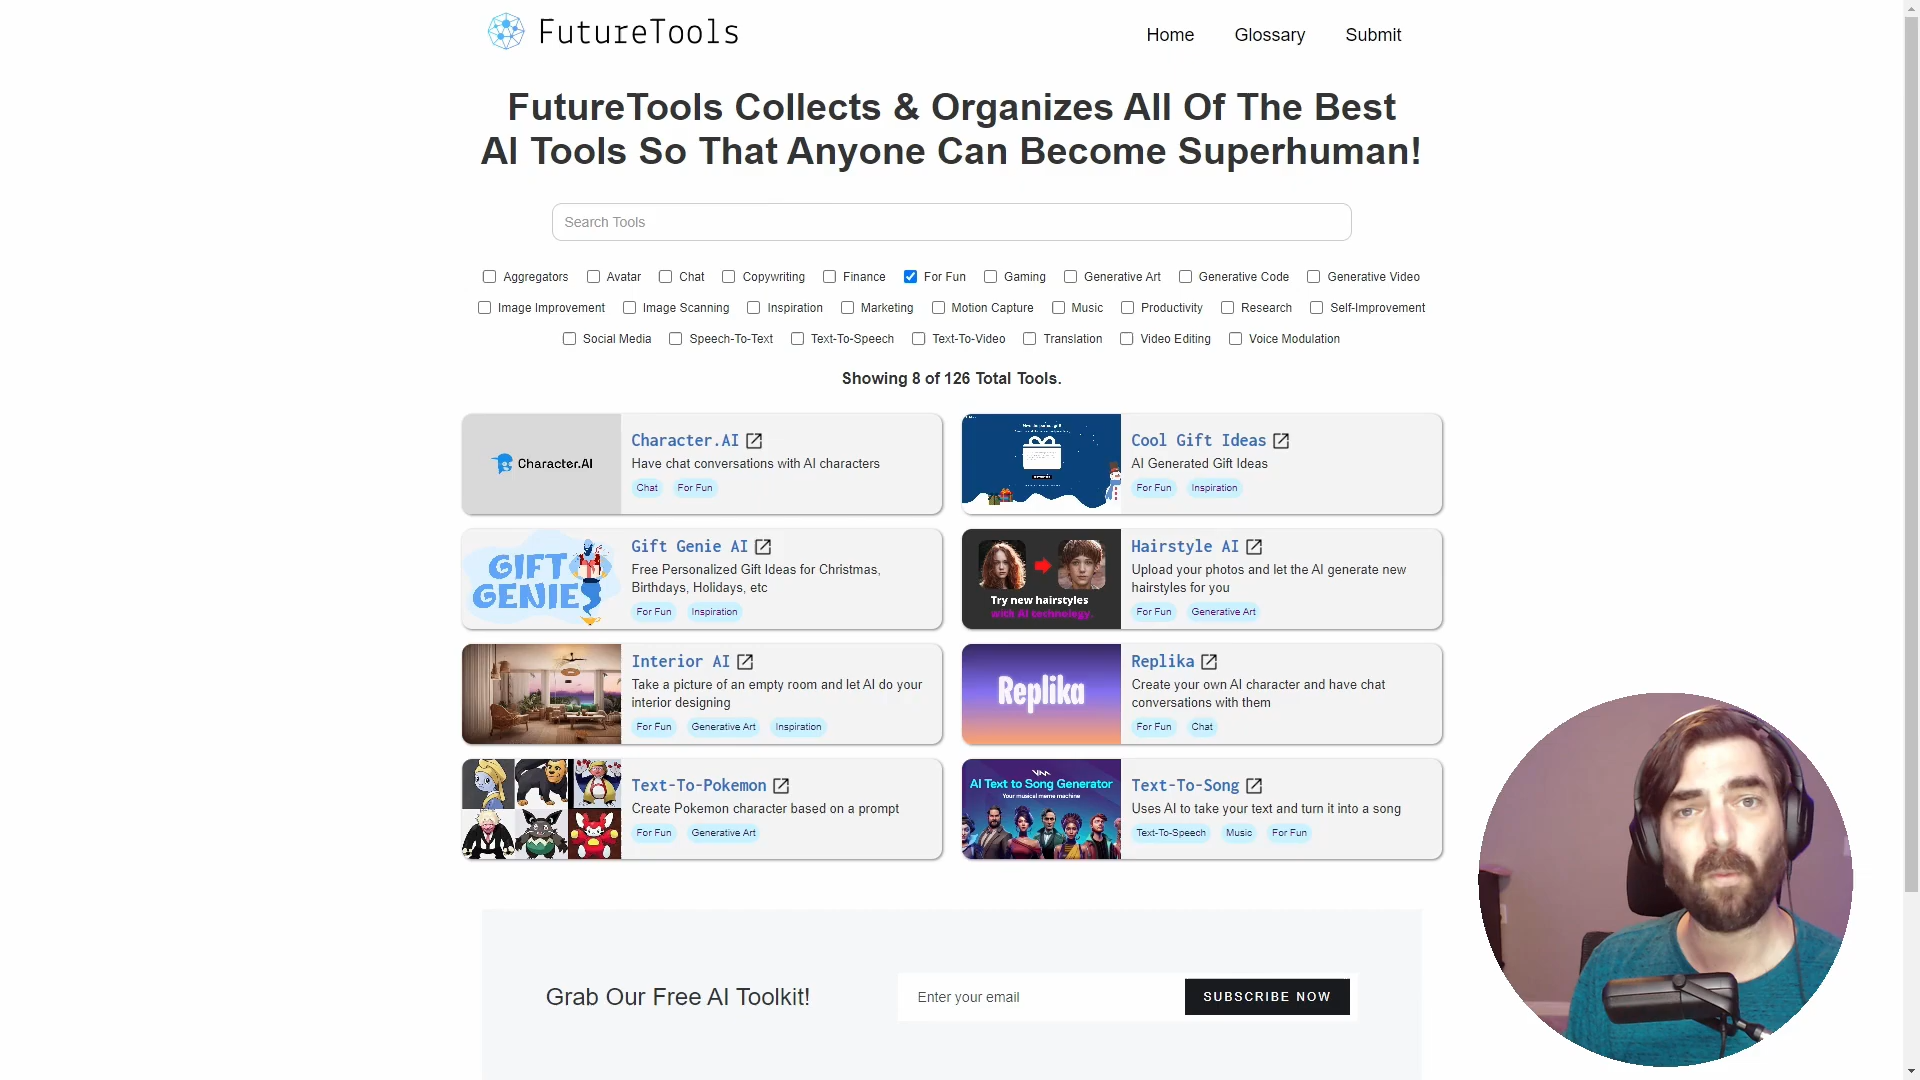 FutureTools
Home Glossary Submit
FutureTools Collects & Organizes All Of The Best
AI Tools So That Anyone Can Become Superhuman!
Search Tools
Aggregators Avatar Chat Copywriting Finance For Fun Gaming Generative Art Generative Code Generative Video
Image Improvement Image Scanning Inspiration Marketing Motion Capture Music Productivity Research Self-Improvement
Social Media Speech-To-Text Text-To-Speech Text-To-Video Translation Video Editing Voice Modulation
Showing 8 of 126 Total Tools.
Character.AI
Character.AI
Have chat conversations with AI characters
Chat For Fun
Cool Gift Ideas
AI Generated Gift Ideas
For Fun Inspiration
GIFT
GENIE
Gift Genie AI
Free Personalized Gift Ideas for Christmas,
Birthdays, Holidays, etc
For Fun Inspiration
Try new hairstyles
with AI technology
Hairstyle AI
Upload your photos and let the AI generate new
hairstyles for you
For Fun Generative Art
Interior AI
Take a picture of an empty room and let AI do your
interior designing
For Fun Generative Art Inspiration
Replika
Replika
Create your own AI character and have chat
conversations with them
For Fun Chat
Text-To-Pokemon
Create Pokemon character based on a prompt
For Fun Generative Art
AI Text to Song Generator
Your musical meme machine
Text-To-Song
Uses AI to take your text and turn it into a song
Text-To-Speech Music For Fun
Grab Our Free AI Toolkit!
Enter your email
SUBSCRIBE NOW